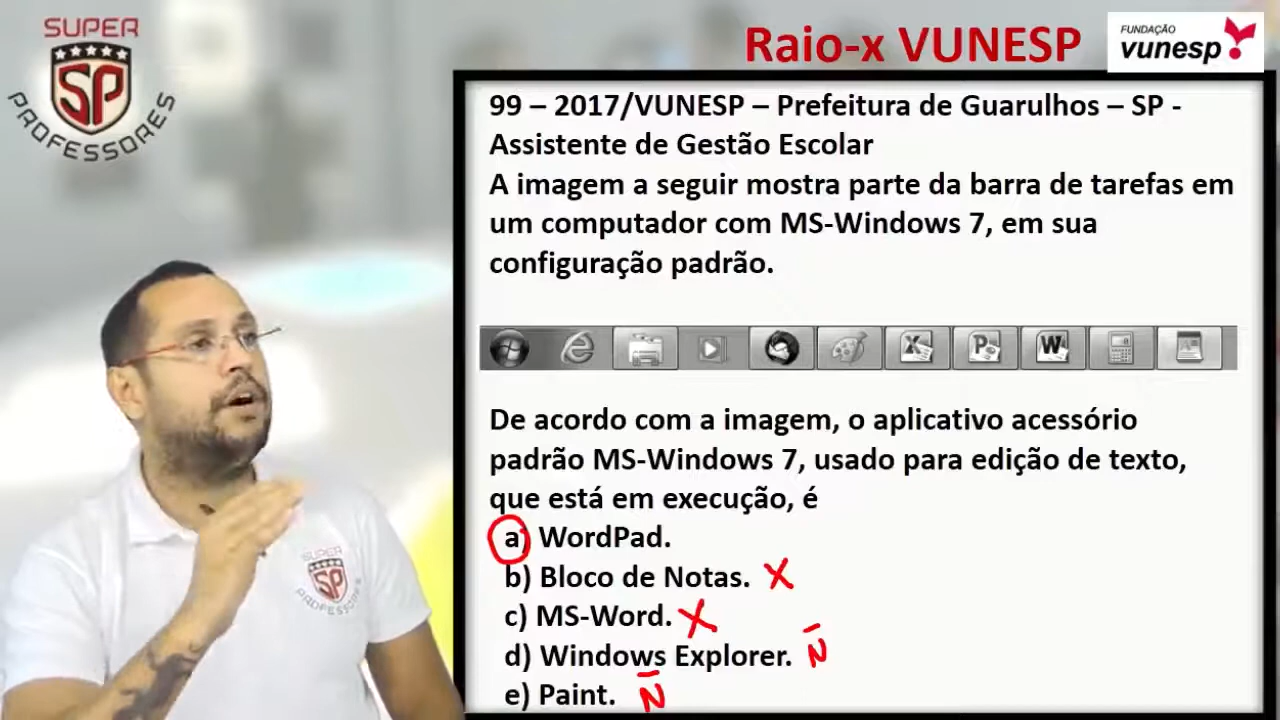 SUPER
SP
PROFESSORES
Raio-x VUNESP
FUNDAÇÃO
vunesp
99 – 2017/VUNESP – Prefeitura de Guarulhos – SP -
Assistente de Gestão Escolar
A imagem a seguir mostra parte da barra de tarefas em
um computador com MS-Windows 7, em sua
configuração padrão.
De acordo com a imagem, o aplicativo acessório
padrão MS-Windows 7, usado para edição de texto,
que está em execução, é
a) WordPad.
b) Bloco de Notas. X
c) MS-Word. X
d) Windows Explorer. N̄
e) Paint. N̄
SUPER
SP
PROFESSORES